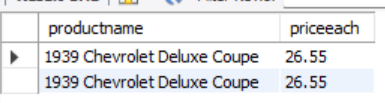 productname priceeach
1939 Chevrolet Deluxe Coupe 26.55
1939 Chevrolet Deluxe Coupe 26.55